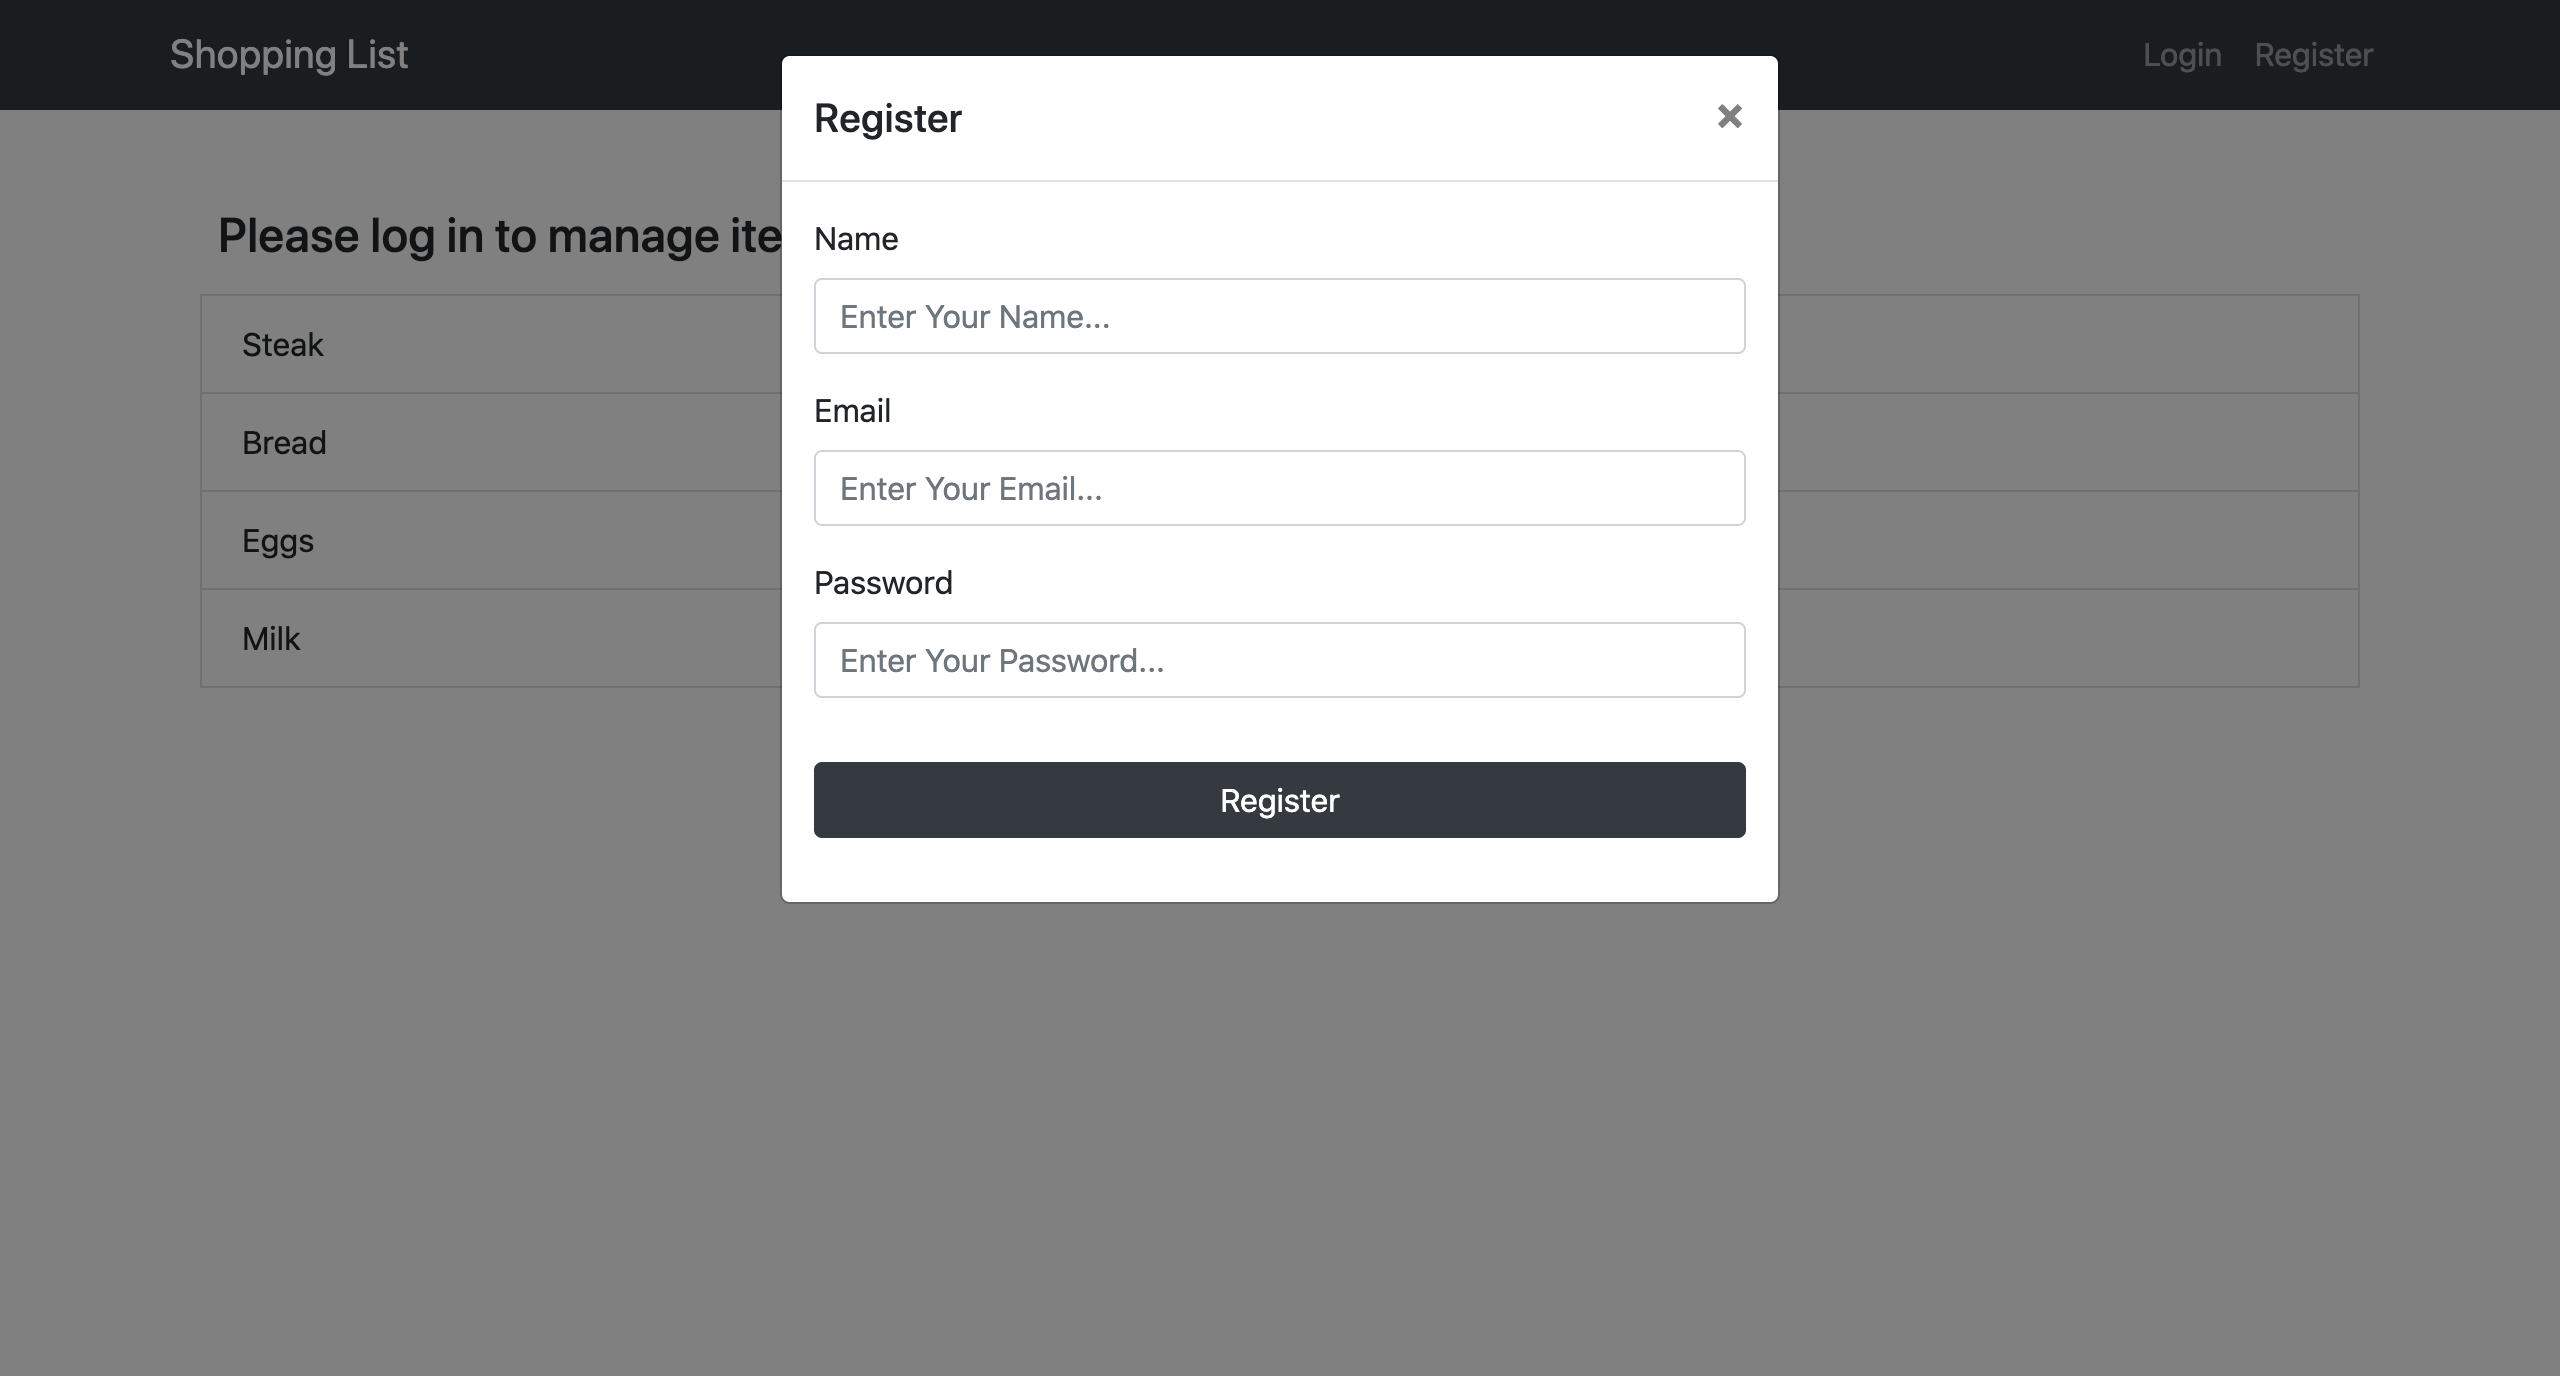 Shopping List
Login
Register
Register
×
Please log in to manage ite
Name
Enter Your Name...
Email
Enter Your Email...
Password
Enter Your Password...
Register
Steak
Bread
Eggs
Milk